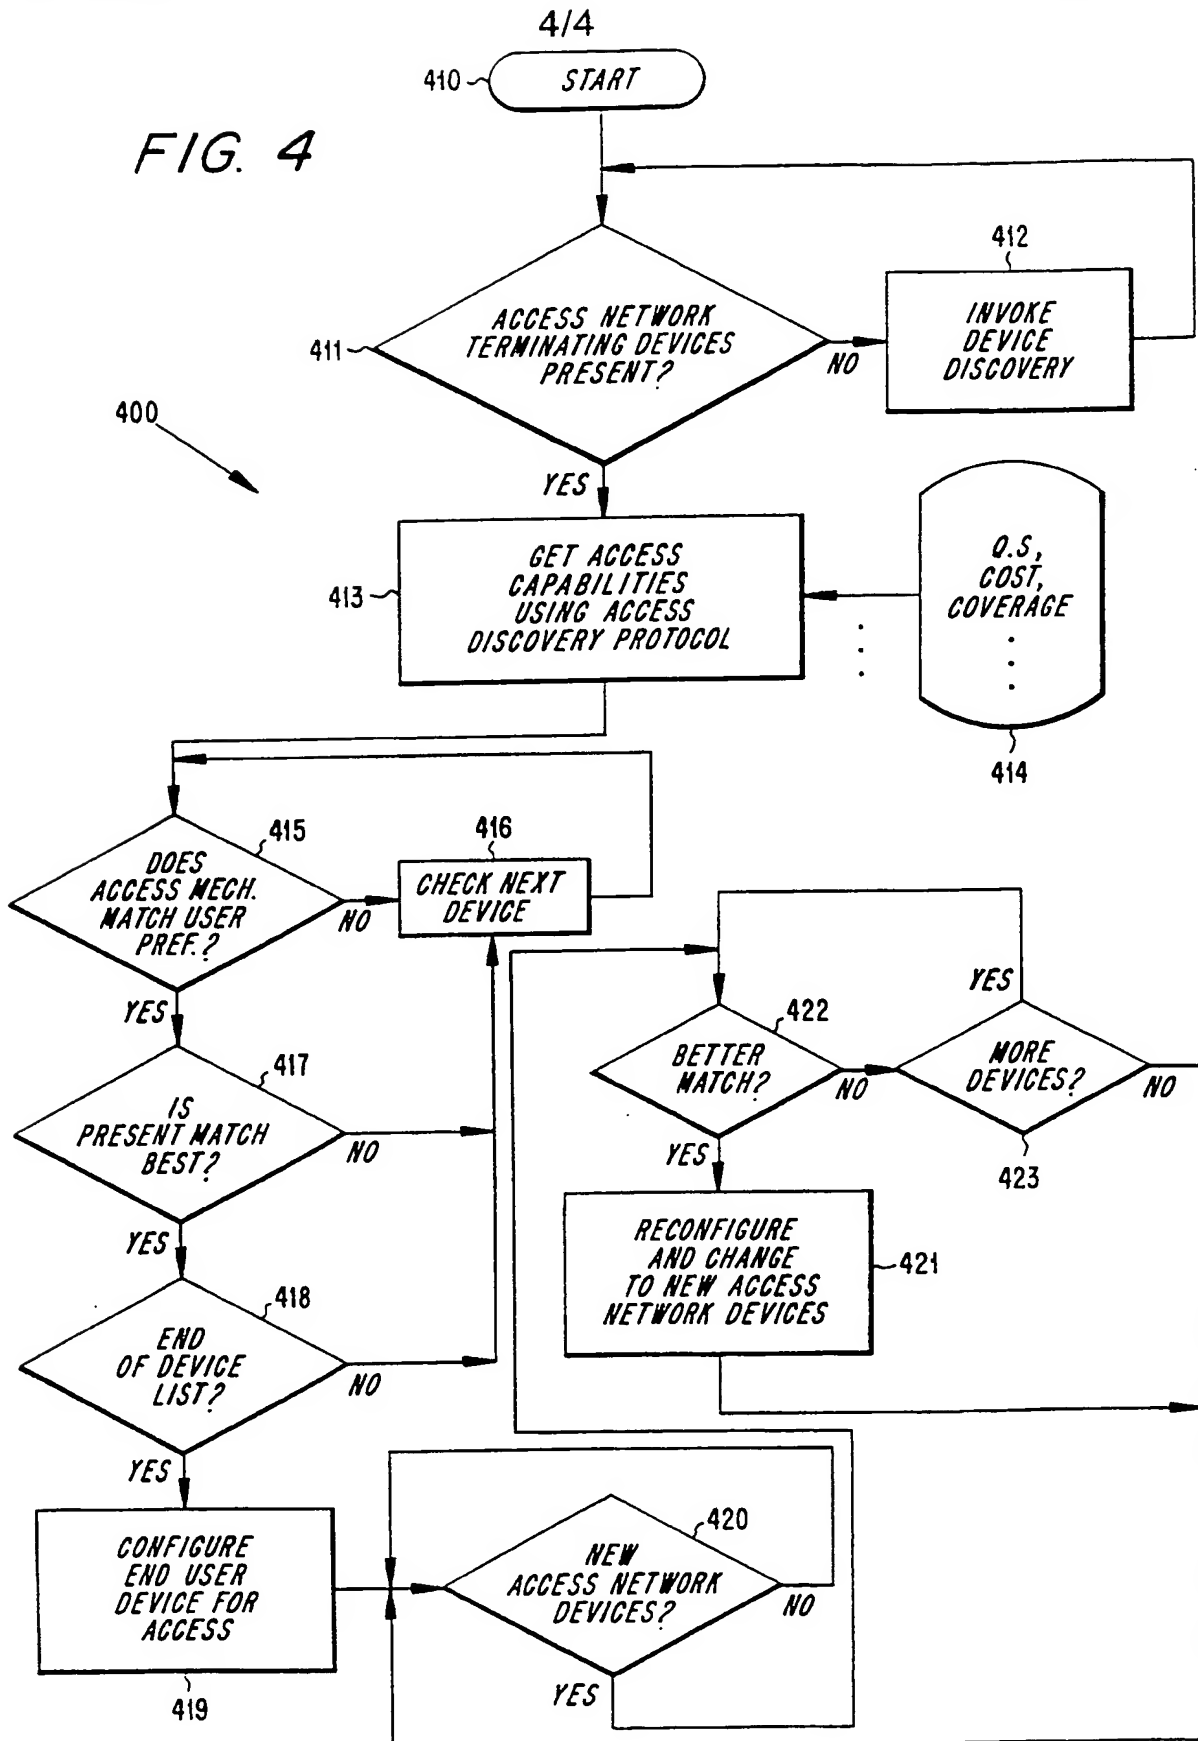 4/4
410
START
FIG. 4
412
ACCESS NETWORK
TERMINATING DEVICES
PRESENT?
411
NO
INVOKE
DEVICE
DISCOVERY
400
YES
GET ACCESS
CAPABILITIES
USING ACCESS
DISCOVERY PROTOCOL
413
Q.S,
COST,
COVERAGE
414
415
DOES
ACCESS MECH.
MATCH USER
PREF.?
NO
416
CHECK NEXT
DEVICE
YES
417
IS
PRESENT MATCH
BEST?
NO
YES
422
BETTER
MATCH?
NO
YES
MORE
DEVICES?
NO
423
YES
418
END
OF DEVICE
LIST?
NO
RECONFIGURE
AND CHANGE
TO NEW ACCESS
NETWORK DEVICES
421
YES
CONFIGURE
END USER
DEVICE FOR
ACCESS
419
420
NEW
ACCESS NETWORK
DEVICES?
NO
YES